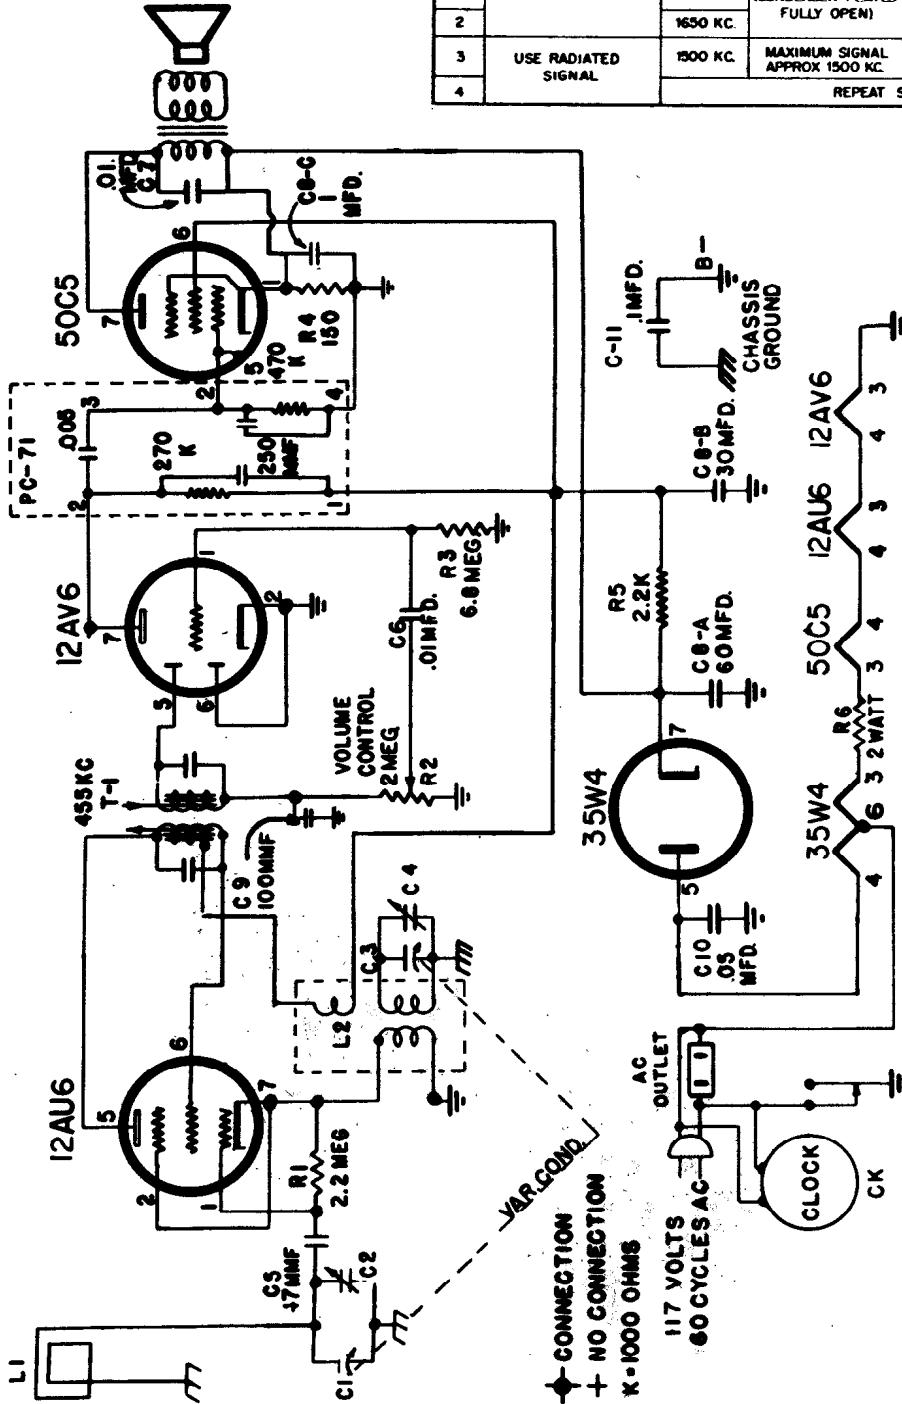 2
1650 KC.
FULLY OPEN)
3
USE RADIATED
SIGNAL
1500 KC.
MAXIMUM SIGNAL
APPROX 1500 KC.
4
REPEAT S
L1
12AU6
5
6
2
1
7
C5
47MMF
R1
2.2 MEG
C2
C1
VAR. COND.
L2
C3
C4
455KC
T-1
C9
100MMF
VOLUME
CONTROL
2 MEG
R2
12AV6
7
5
6
1
2
C6
.01MFD.
R3
6.8MEG
PC-71
.005
2
3
270
K
250
MMF
470
K
1
2
4
50C5
7
6
5
1
R4
150
.01
MFD
C7
C8-C
1
MFD.
35W4
5
7
C10
.05
MFD.
R5
2.2K
C8-A
60MFD.
C8-B
30MFD.
C-11
.1MFD.
CHASSIS
GROUND
B-
35W4
4
6
3
R6
2 WATT
50C5
3
4
12AU6
4
3
12AV6
4
3
AC
OUTLET
CLOCK
CK
117 VOLTS
60 CYCLES AC
CONNECTION
NO CONNECTION
K=1000 OHMS